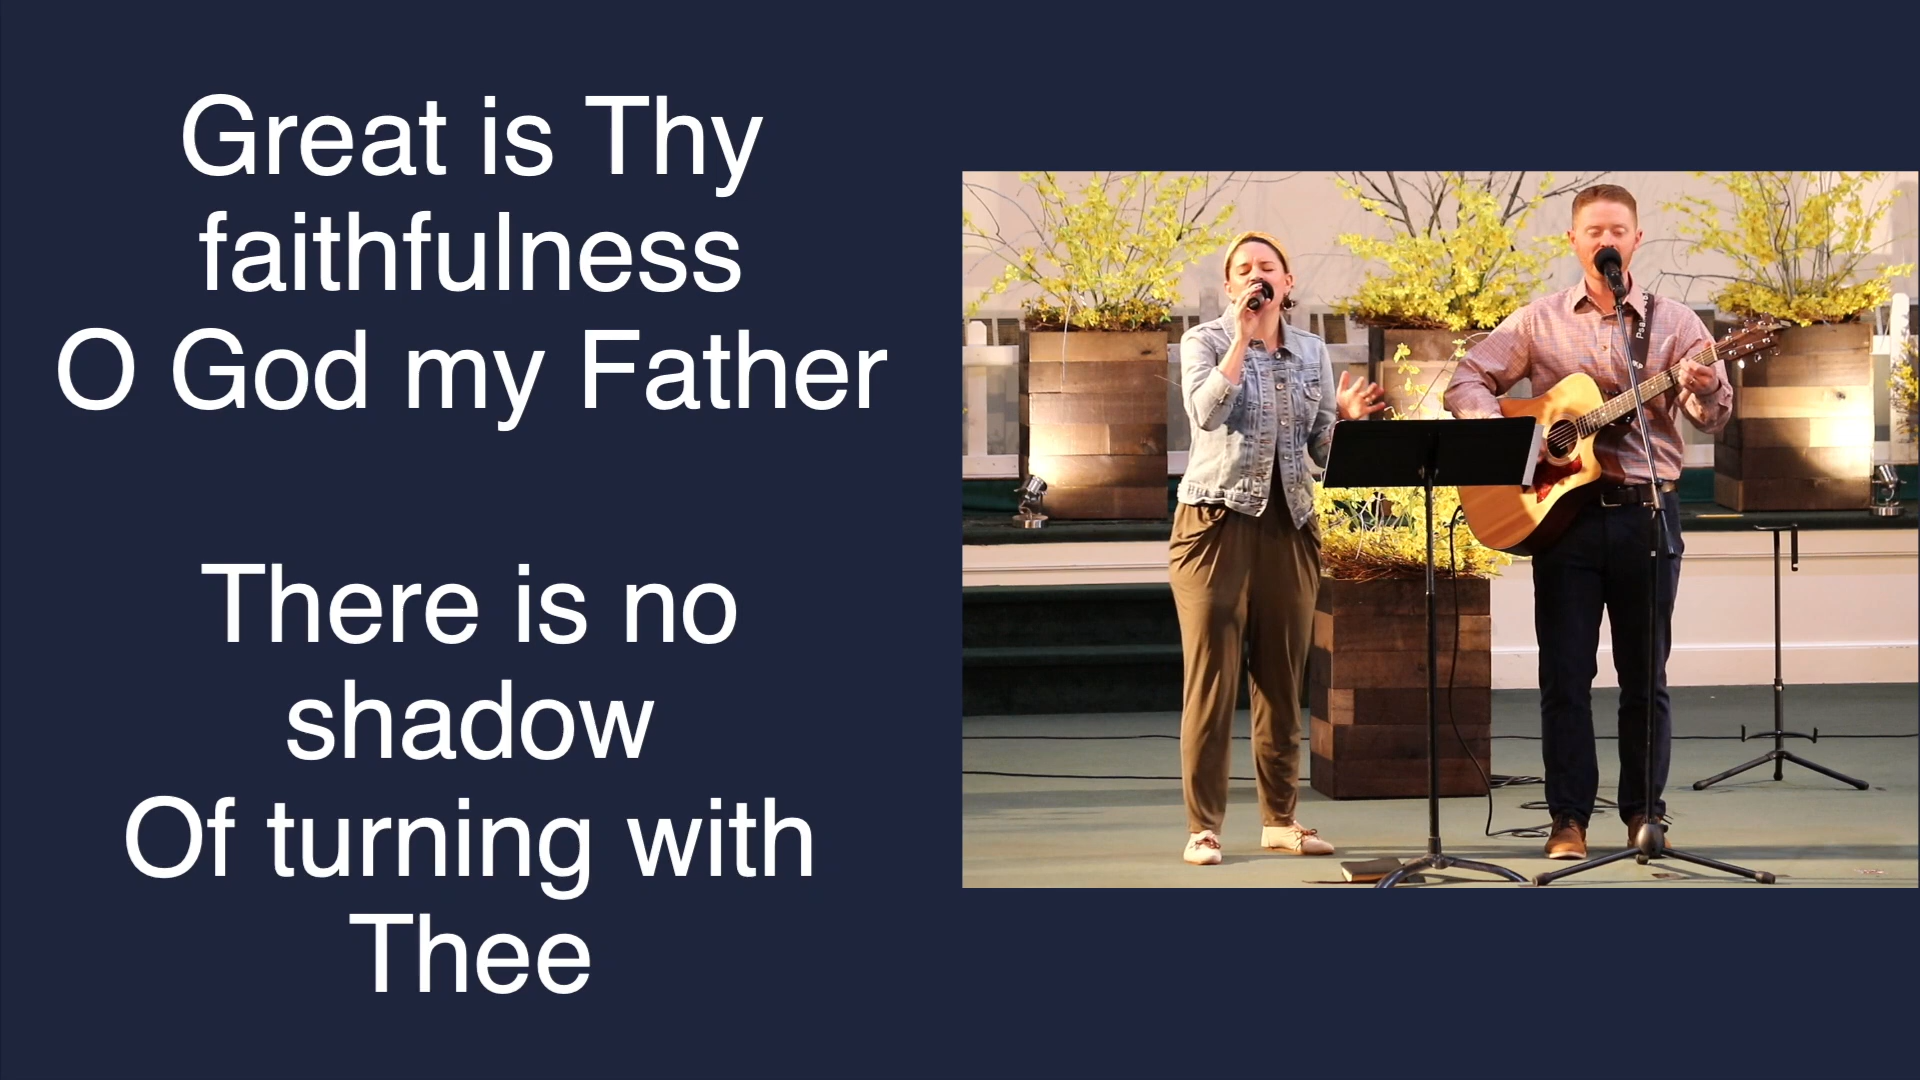 Great is Thy
faithfulness
O God my Father
There is no
shadow
Of turning with
Thee